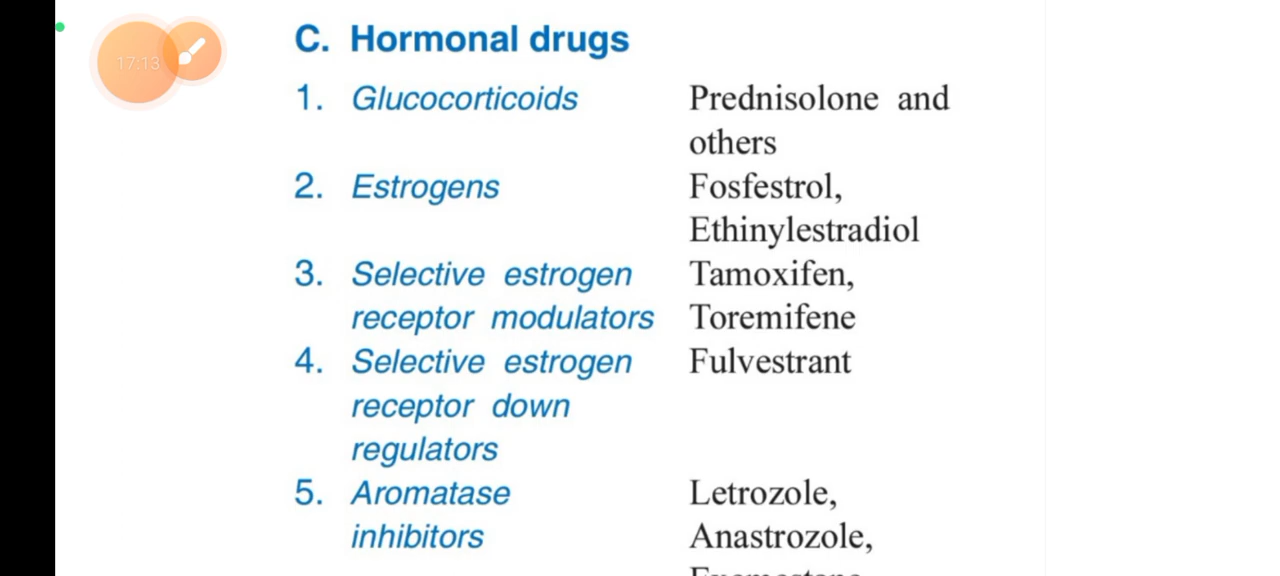 17:13
C. Hormonal drugs
1. Glucocorticoids Prednisolone and
others
2. Estrogens Fosfestrol,
Ethinylestradiol
3. Selective estrogen Tamoxifen,
receptor modulators Toremifene
4. Selective estrogen Fulvestrant
receptor down
regulators
5. Aromatase Letrozole,
inhibitors Anastrozole,